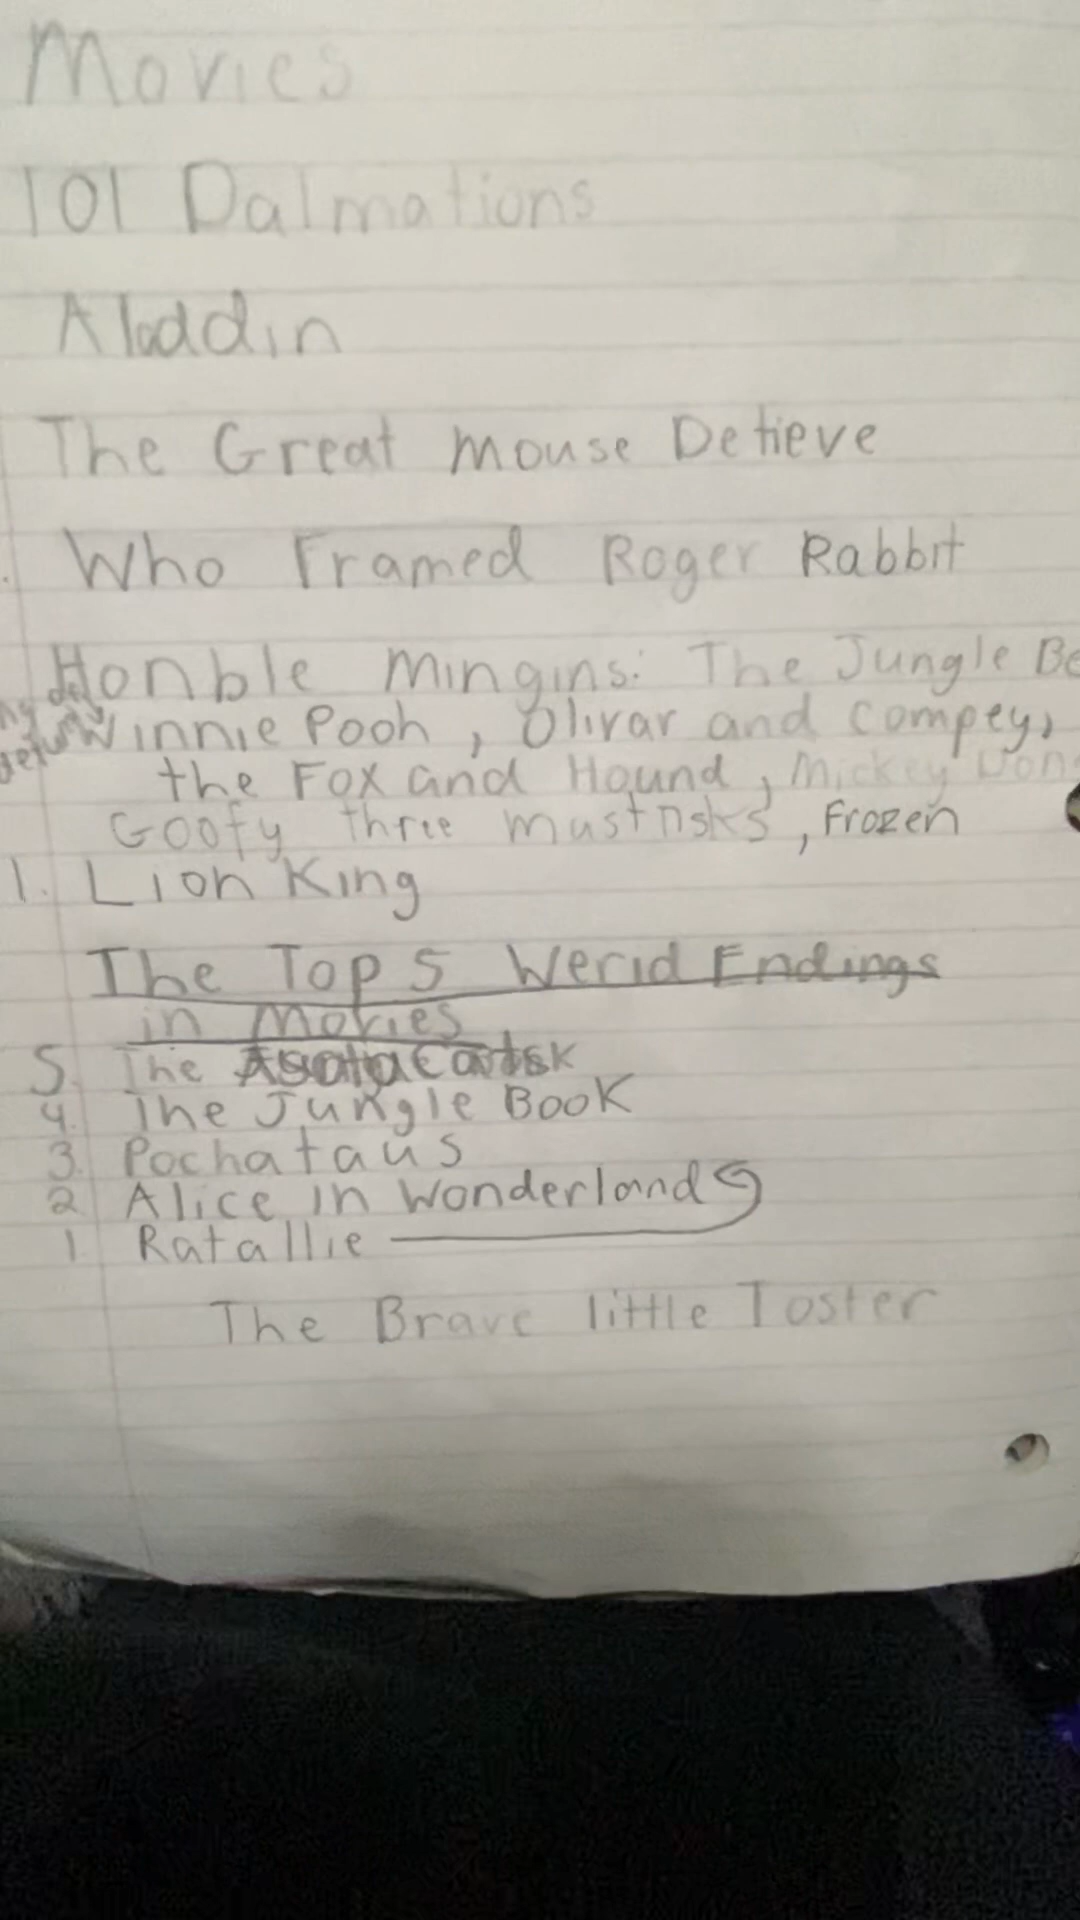 Movies
101 Dalmations
Aladdin
The Great mouse Detieve
Who Framed Roger Rabbit
Honble Mingins: The Jungle
Winnie Pooh, Olivar and compey,
the Fox and Hound, Mickey
Goofy three mustrisks, Frozen
1. Lion King
The Top 5 Werid Endings
in Movies
5. The
4. The Jungle Book
3. Pochataus
2 Alice in Wonderland
1. Ratallie
The Brave little Toster